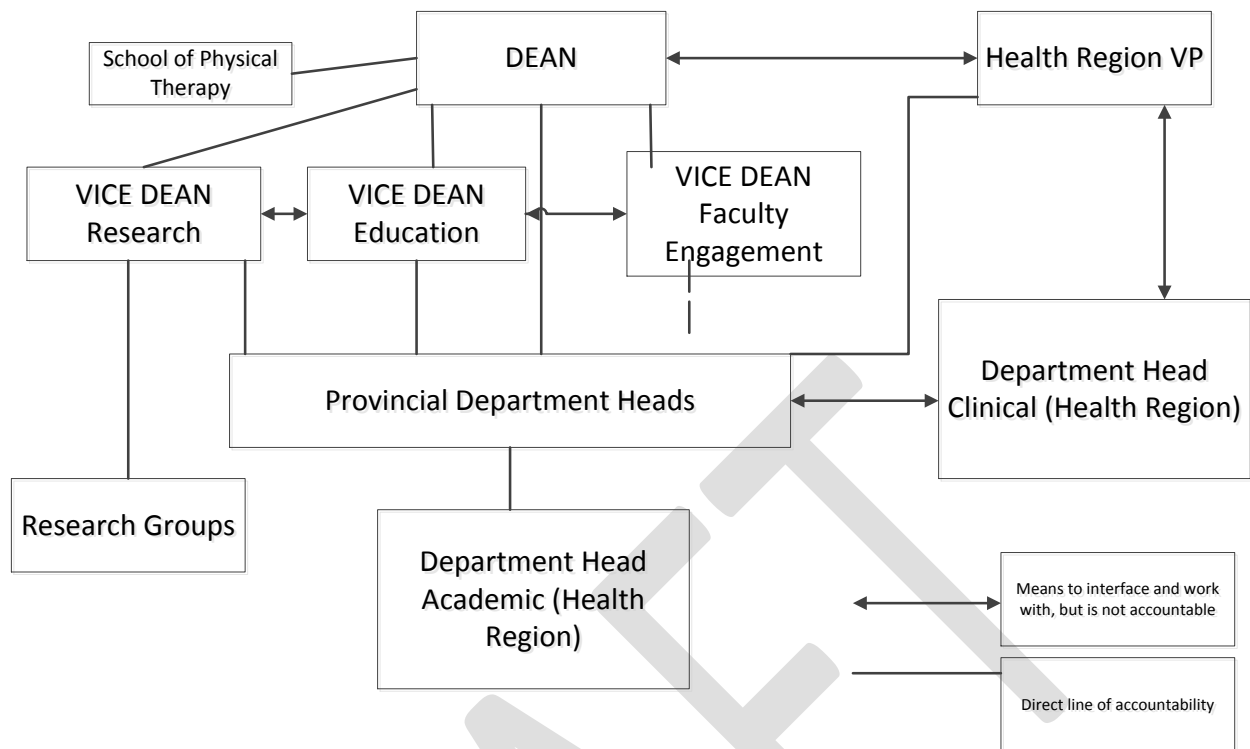 School of Physical
Therapy
DEAN
Health Region VP
VICE DEAN
Research
VICE DEAN
Education
VICE DEAN
Faculty
Engagement
Provincial Department Heads
Department Head
Clinical (Health Region)
Research Groups
Department Head
Academic (Health
Region)
Means to interface and work
with, but is not accountable
Direct line of accountability